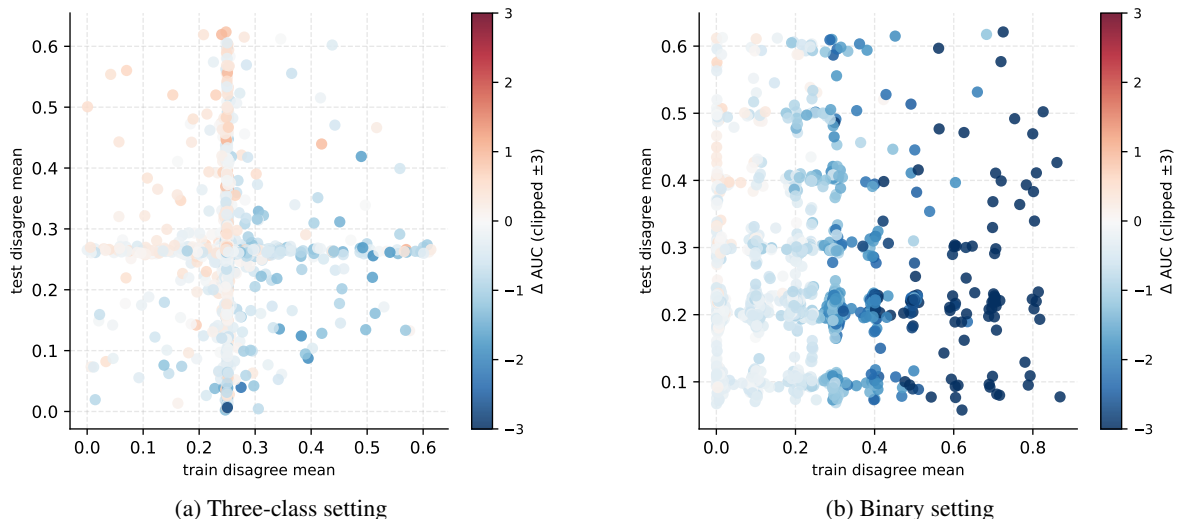 0.6
0.5
0.4
0.3
0.2
0.1
0.0
test disagree mean
0.0 0.1 0.2 0.3 0.4 0.5 0.6
train disagree mean
3
2
1
0
−1
−2
−3
Δ AUC (clipped ±3)
(a) Three-class setting
0.6
0.5
0.4
0.3
0.2
0.1
test disagree mean
0.0 0.2 0.4 0.6 0.8
train disagree mean
3
2
1
0
−1
−2
−3
Δ AUC (clipped ±3)
(b) Binary setting